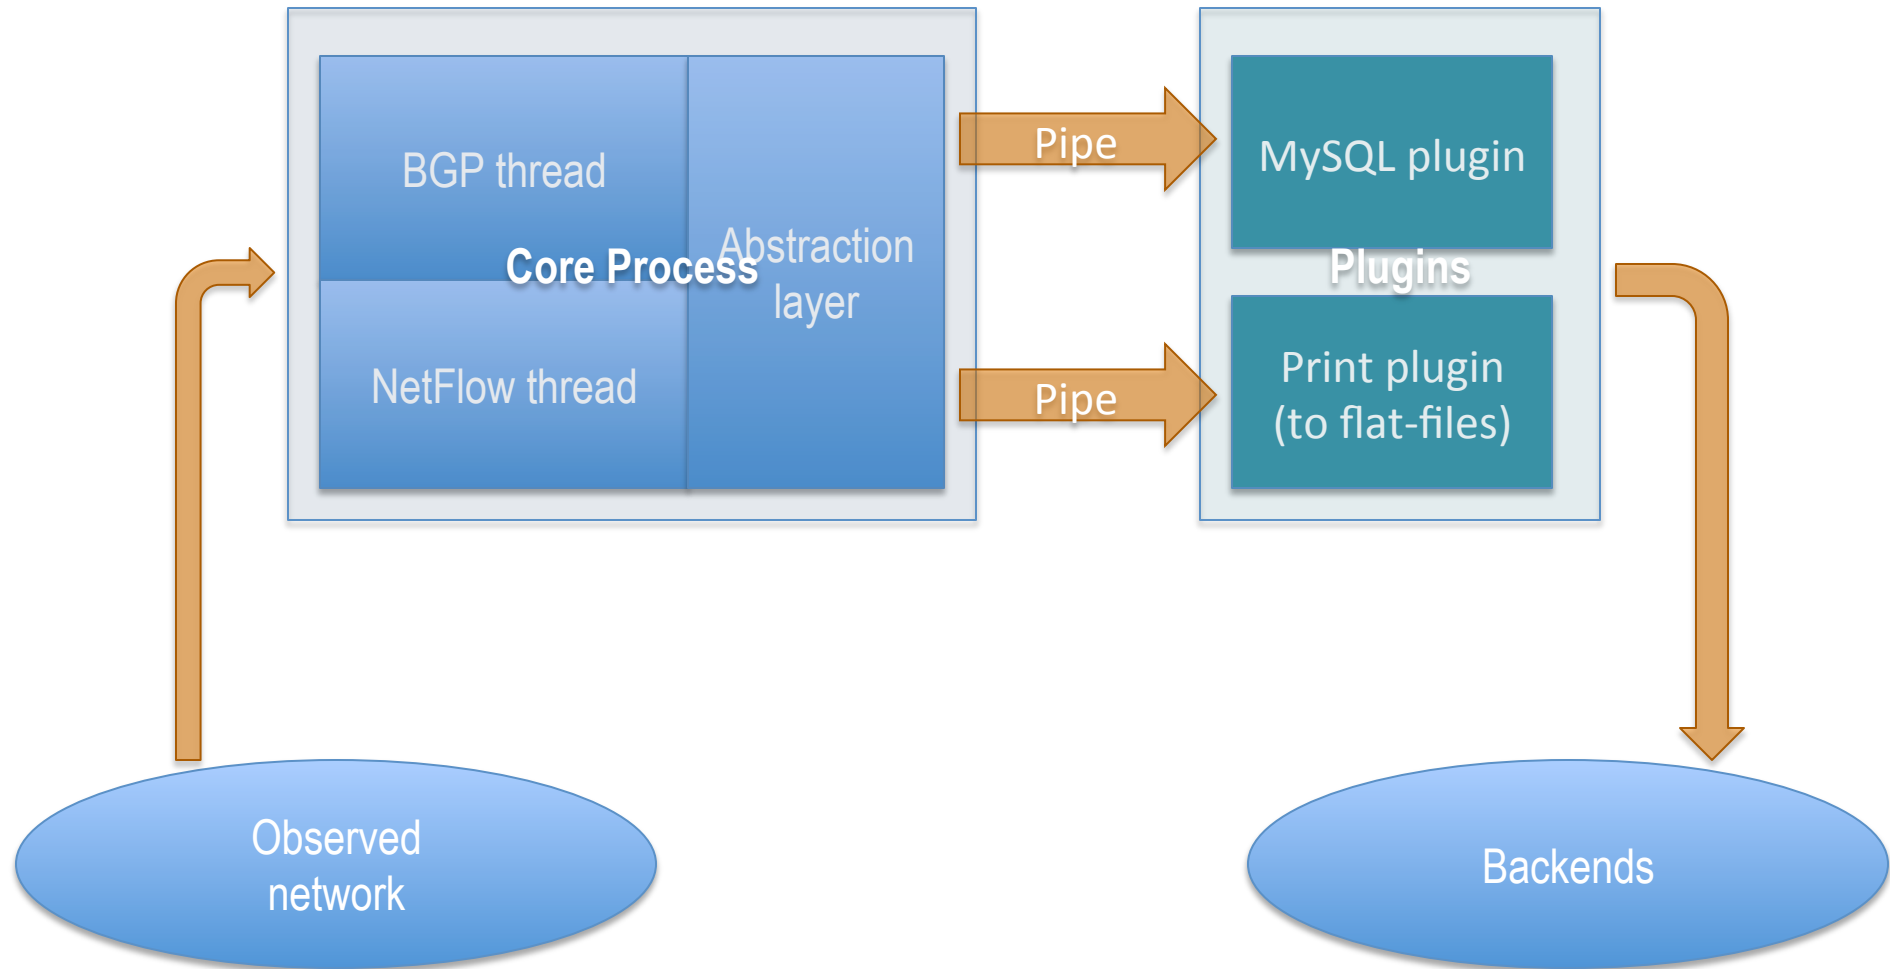 BGP thread
NetFlow thread
Core Process
Abstraction
layer
Pipe
Pipe
MySQL plugin
Plugins
Print plugin
(to flat-files)
Observed
network
Backends